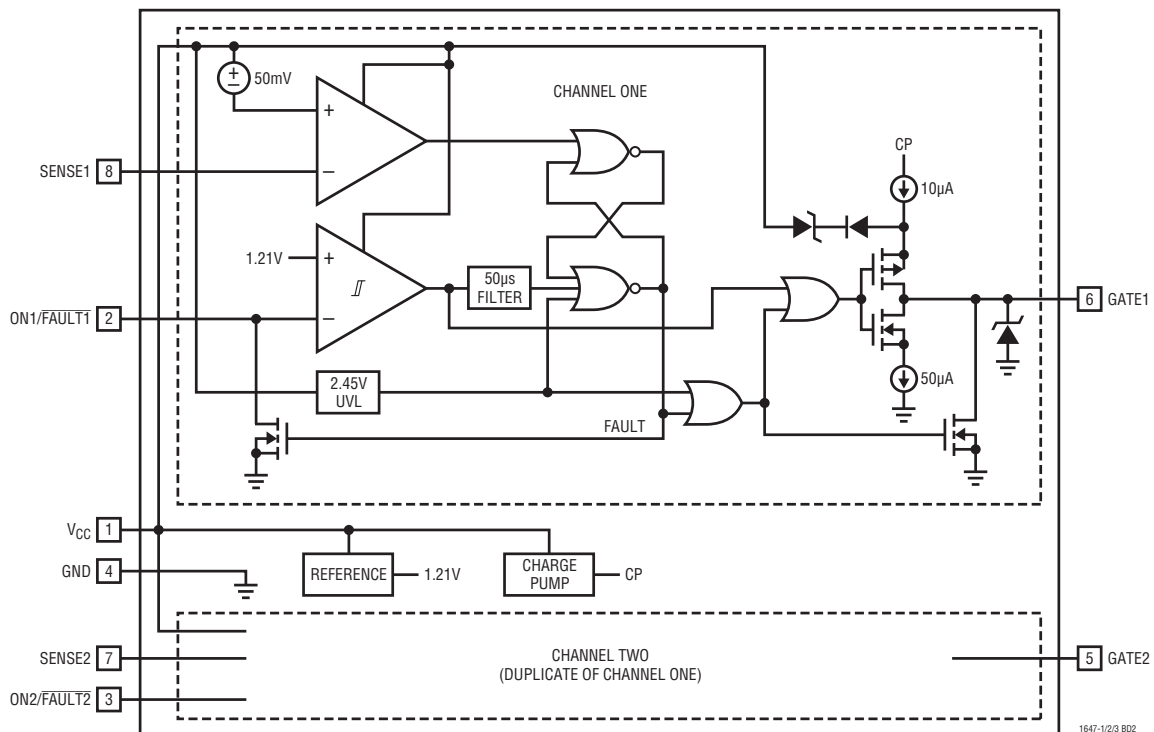 50mV
+
−
+
−
CHANNEL ONE
SENSE1 8
CP
10µA
1.21V
+
−
50µs
FILTER
ON1/F̅A̅U̅L̅T̅1̅ 2
6 GATE1
2.45V
UVL
50µA
FAULT
VCC 1
GND 4
REFERENCE 1.21V
CHARGE
PUMP
CP
SENSE2 7
CHANNEL TWO
(DUPLICATE OF CHANNEL ONE)
5 GATE2
ON2/F̅A̅U̅L̅T̅2̅ 3
1647-1/2/3 BD2